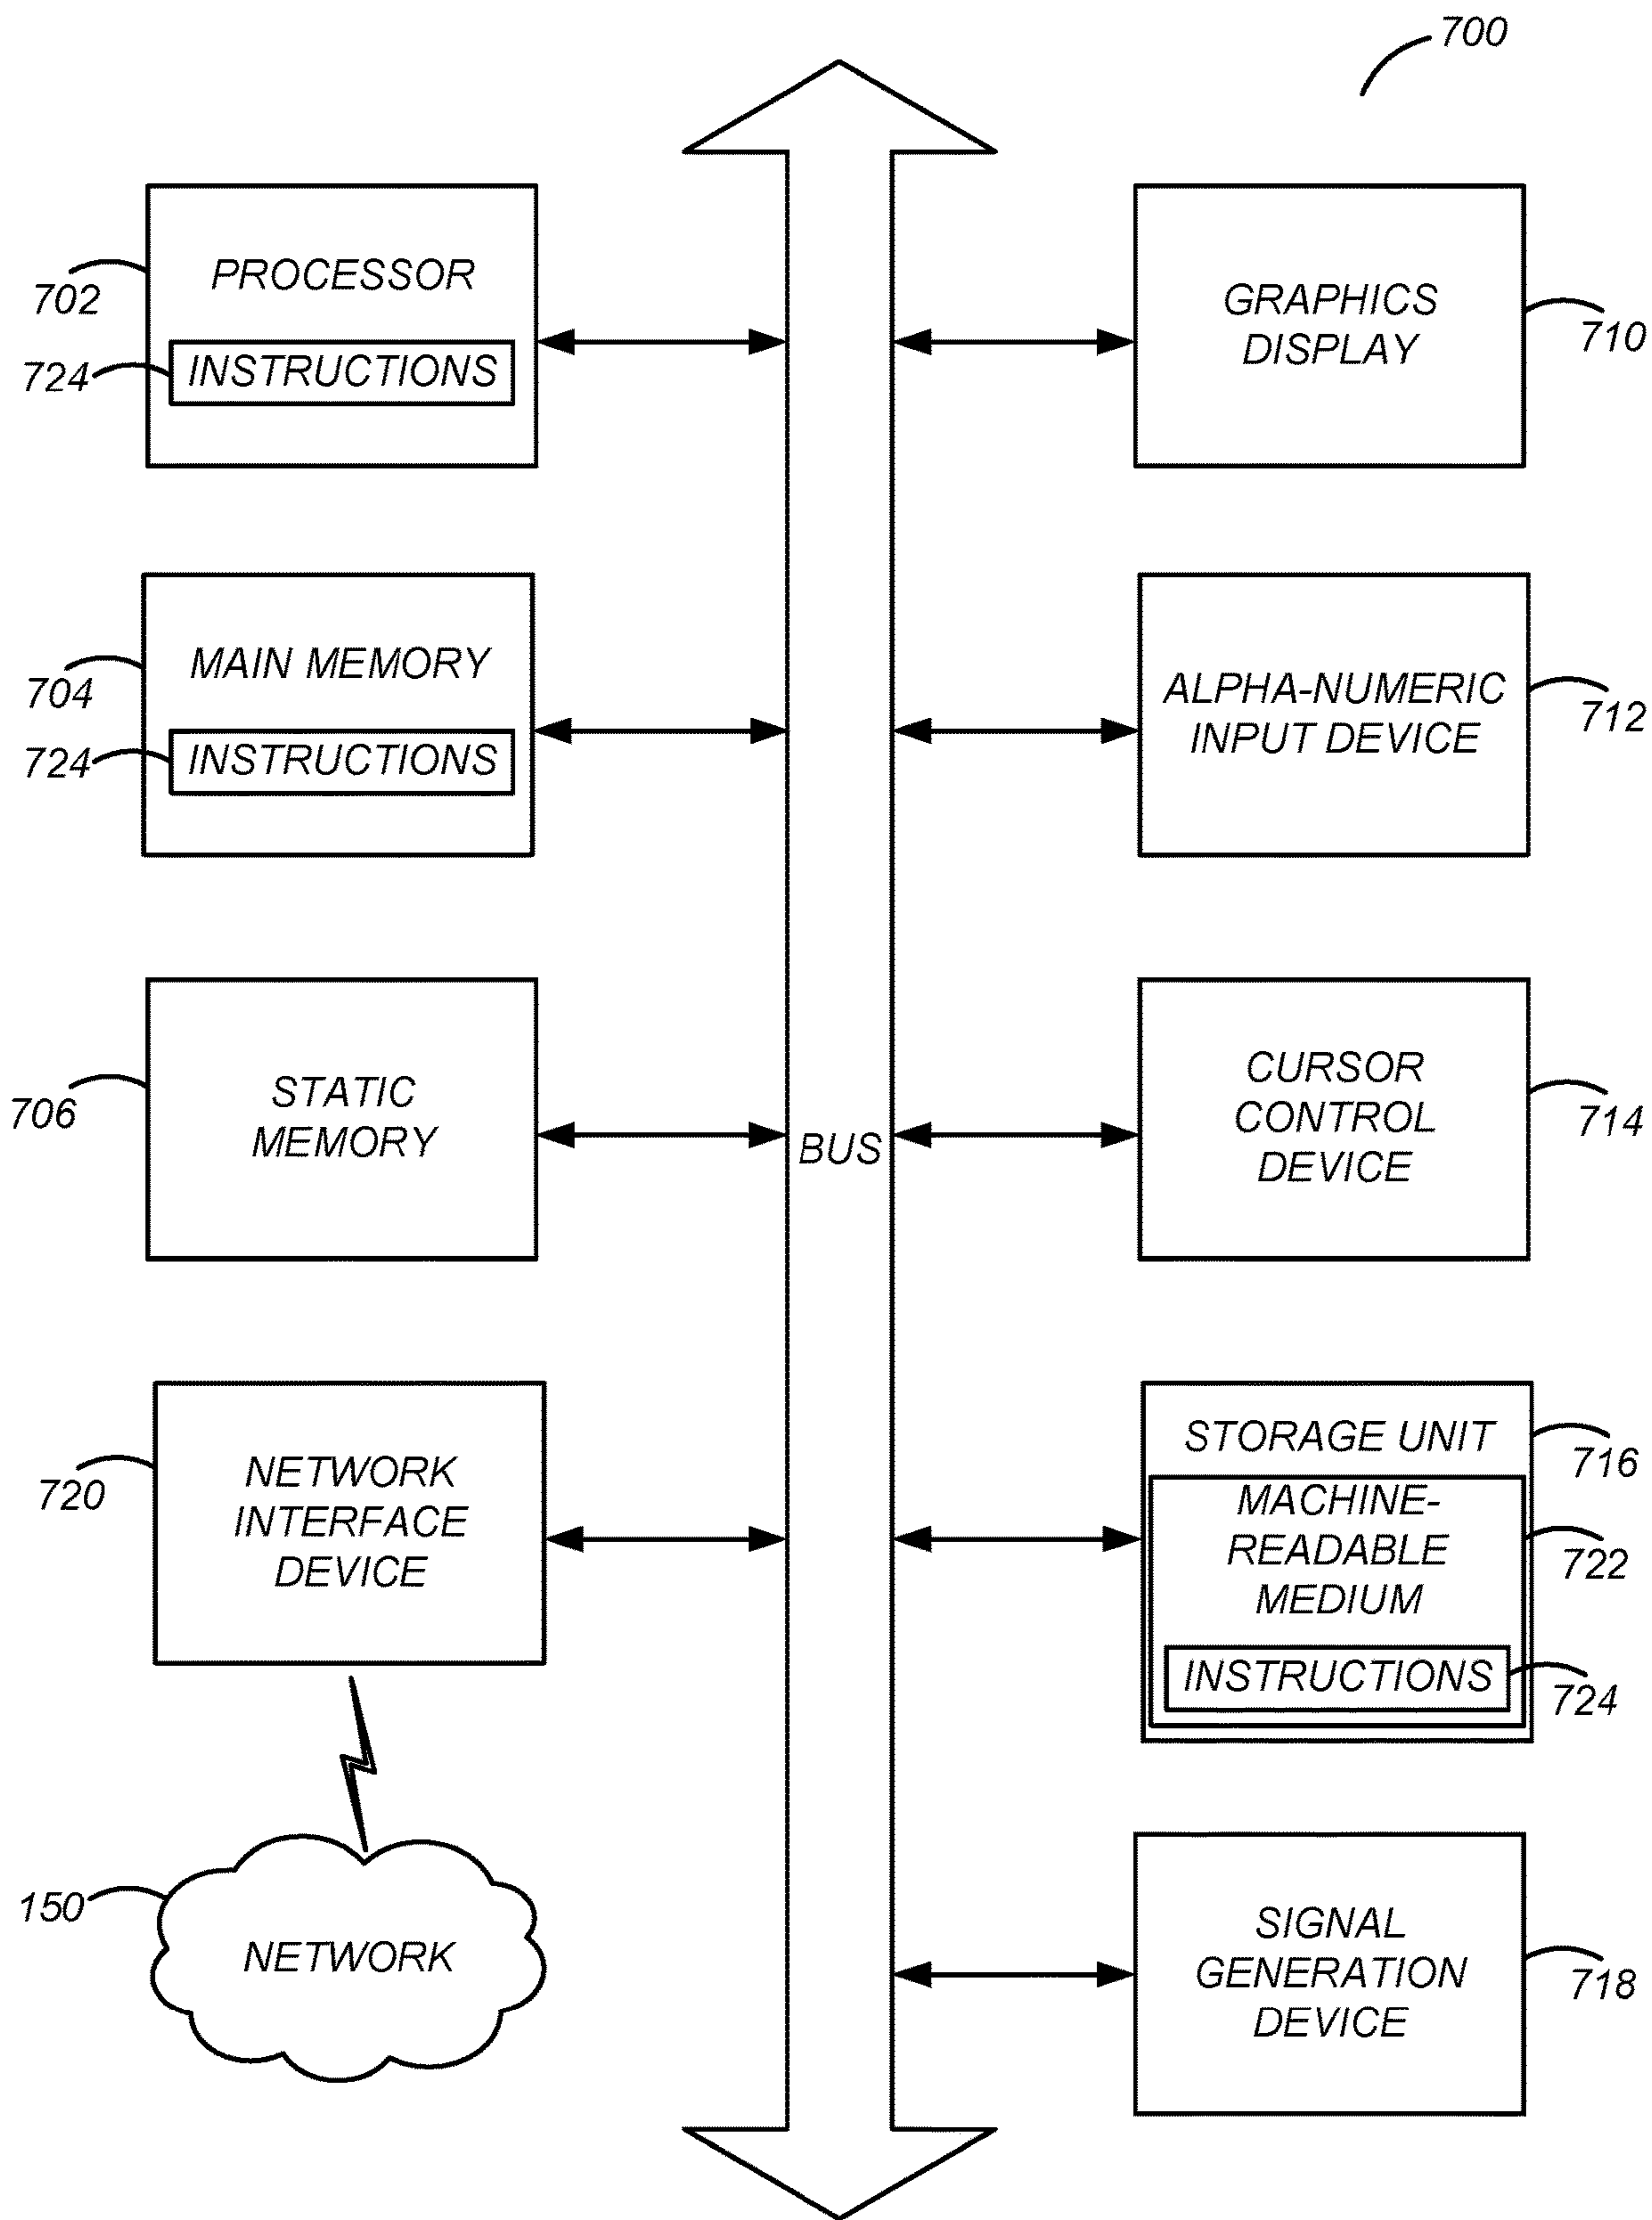 700
PROCESSOR
702
724
INSTRUCTIONS
GRAPHICS
DISPLAY
710
MAIN MEMORY
704
724
INSTRUCTIONS
ALPHA-NUMERIC
INPUT DEVICE
712
STATIC
MEMORY
706
BUS
CURSOR
CONTROL
DEVICE
714
NETWORK
INTERFACE
DEVICE
720
STORAGE UNIT
716
MACHINE-
READABLE
MEDIUM
722
INSTRUCTIONS
724
150
NETWORK
SIGNAL
GENERATION
DEVICE
718